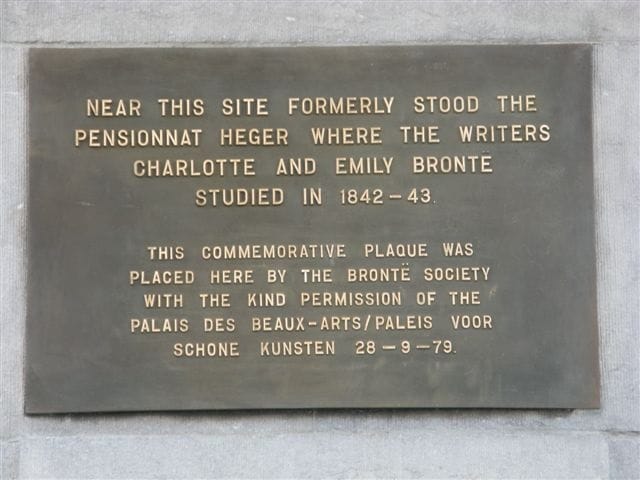 NEAR THIS SITE FORMERLY STOOD THE
PENSIONNAT HEGER WHERE THE WRITERS
CHARLOTTE AND EMILY BRONTË
STUDIED IN 1842-43.
THIS COMMEMORATIVE PLAQUE WAS
PLACED HERE BY THE BRONTË SOCIETY
WITH THE KIND PERMISSION OF THE
PALAIS DES BEAUX-ARTS/PALEIS VOOR
SCHONE KUNSTEN 28-9-79.